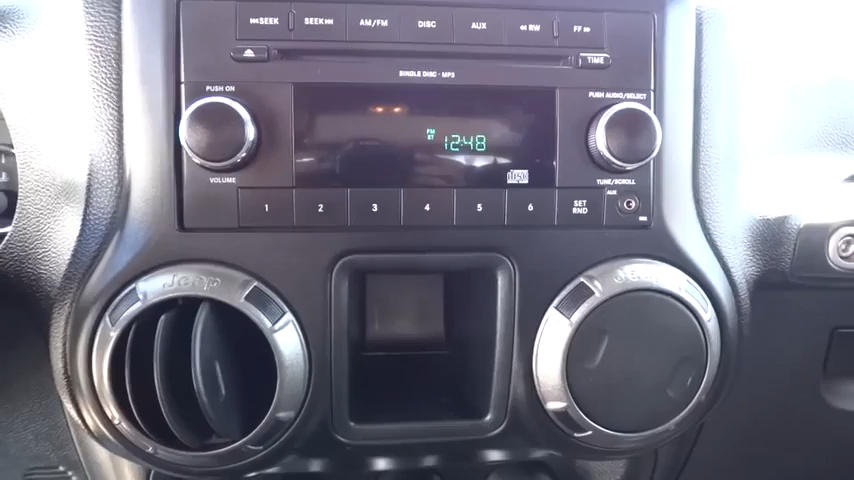 SEEK SEEK AM/FM DISC AUX RW FF
TIME
SINGLE DISC · MP3
PUSH ON
PUSH AUDIO/SELECT
FM
ST
12:48
VOLUME
TUNE/SCROLL
1 2 3 4 5 6 SET
RND
AUX
Jeep
Jeep